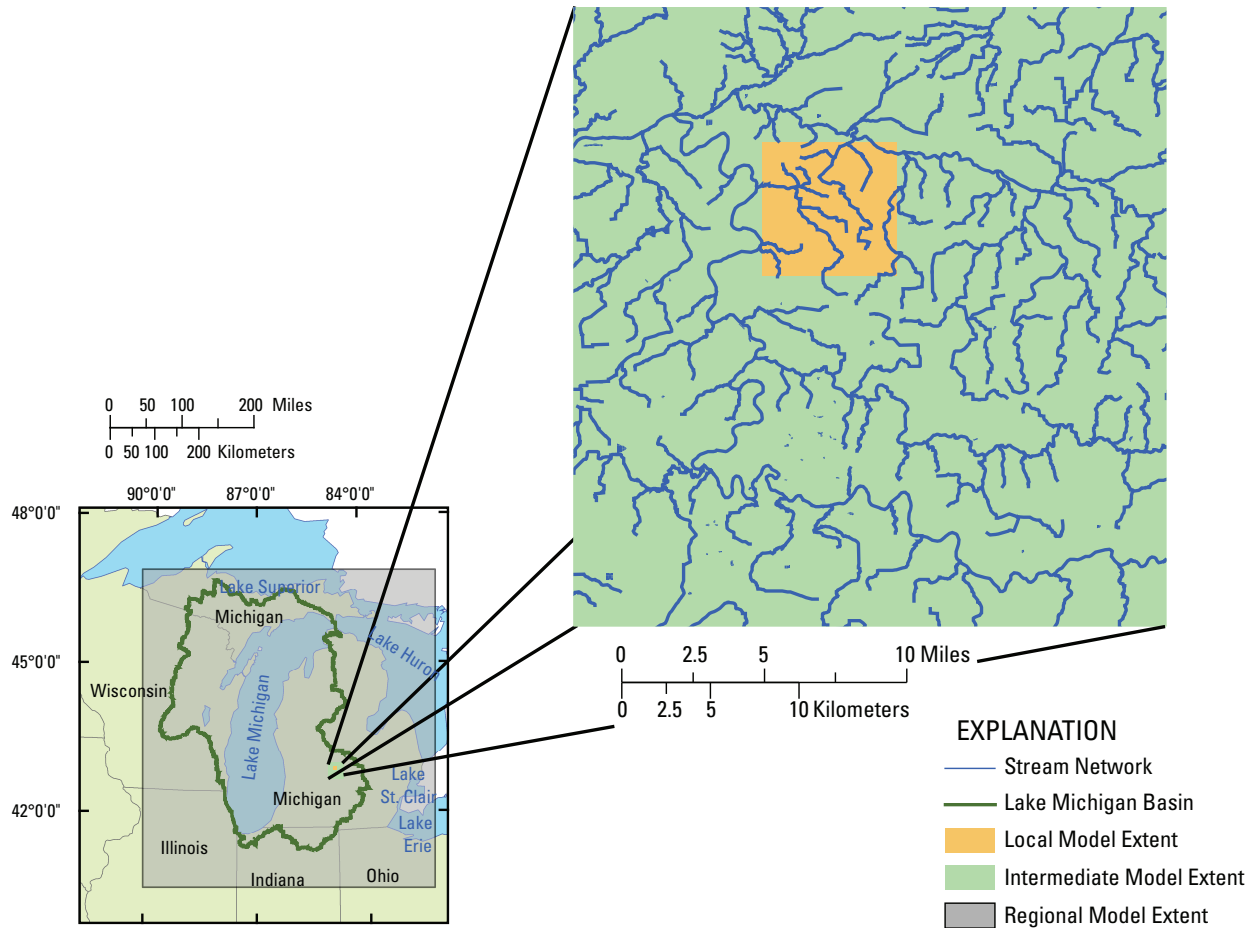 0 50 100 200 Miles
0 50 100 200 Kilometers
90°0'0" 87°0'0" 84°0'0"
48°0'0"
45°0'0"
42°0'0"
Lake Superior
Michigan
Lake Huron
Wisconsin
Lake Michigan
Michigan
Lake
St. Clair
Lake
Erie
Illinois
Indiana
Ohio
0 2.5 5 10 Miles
0 2.5 5 10 Kilometers
EXPLANATION
Stream Network
Lake Michigan Basin
Local Model Extent
Intermediate Model Extent
Regional Model Extent